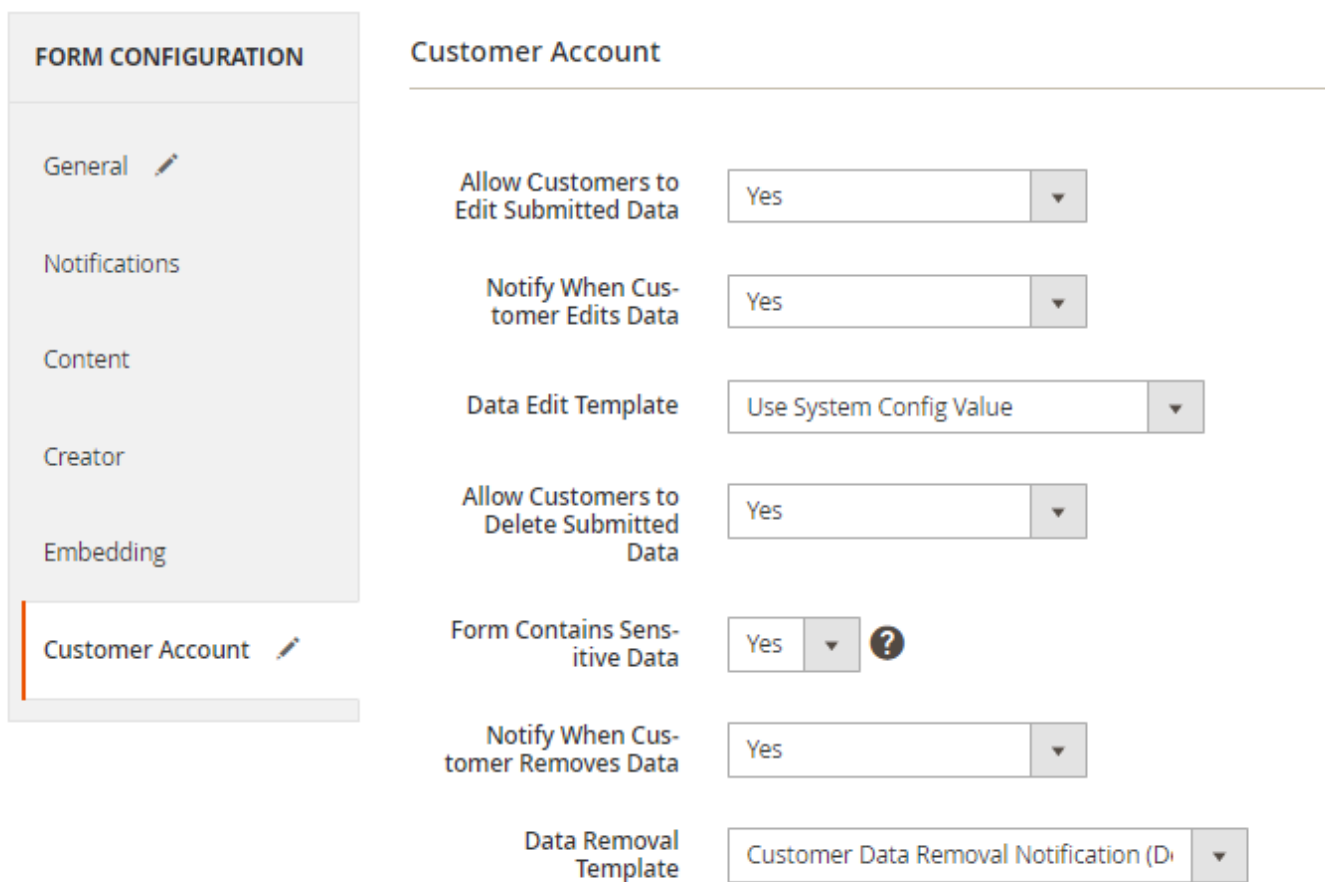 FORM CONFIGURATION
General
Notifications
Content
Creator
Embedding
Customer Account
Customer Account
Allow Customers to
Edit Submitted Data
Yes
Notify When Cus-
tomer Edits Data
Yes
Data Edit Template
Use System Config Value
Allow Customers to
Delete Submitted
Data
Yes
Form Contains Sens-
itive Data
Yes
?
Notify When Cus-
tomer Removes Data
Yes
Data Removal
Template
Customer Data Removal Notification (D